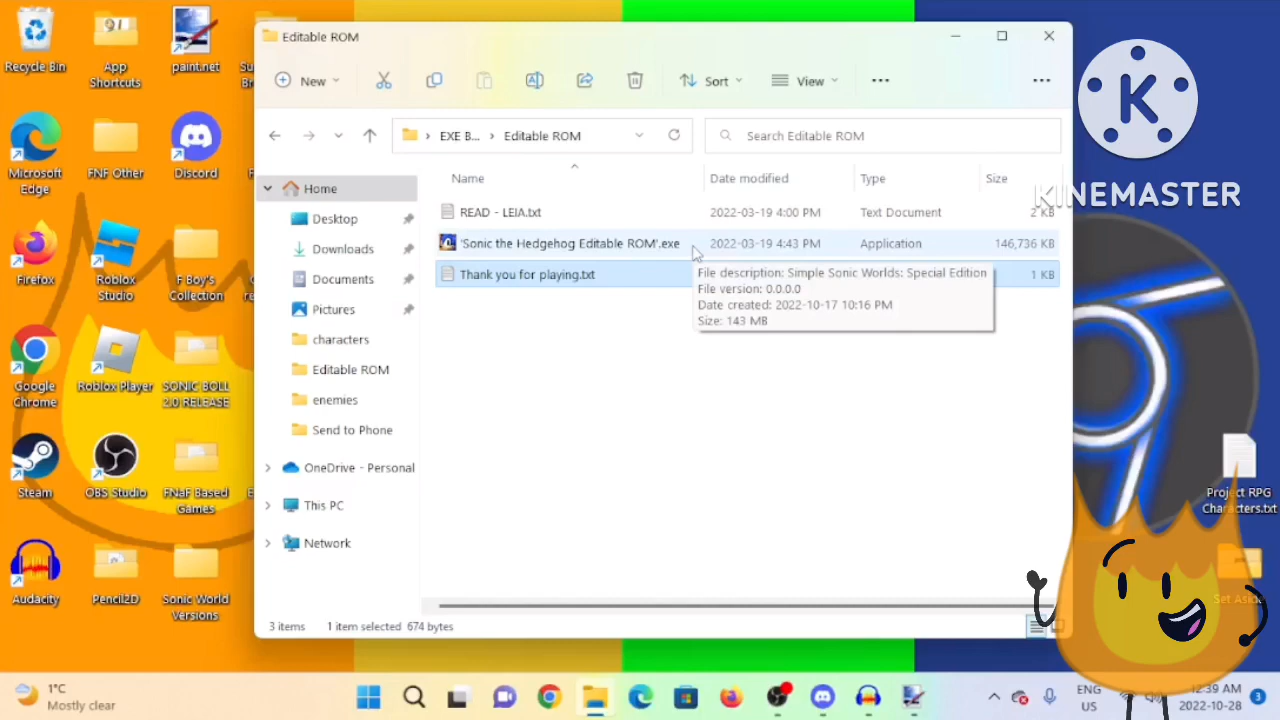 Editable ROM
New
Sort
View
EXE B...
Editable ROM
Search Editable ROM
Name
Date modified
Type
Size
READ - LEIA.txt
2022-03-19 4:00 PM
Text Document
2 KB
'Sonic the Hedgehog Editable ROM'.exe
2022-03-19 4:43 PM
Application
146,736 KB
Thank you for playing.txt
1 KB
File description: Simple Sonic Worlds: Special Edition
File version: 0.0.0.0
Date created: 2022-10-17 10:16 PM
Size: 143 MB
Home
Desktop
Downloads
Documents
Pictures
characters
Editable ROM
enemies
Send to Phone
OneDrive - Personal
This PC
Network
3 items
1 item selected
674 bytes
Recycle Bin
App
Shortcuts
paint.net
Microsoft
Edge
FNF Other
Discord
Firefox
Roblox
Studio
F Boy's
Collection
Google
Chrome
Roblox Player
SONIC BOLL
2.0 RELEASE
Steam
OBS Studio
FNaF Based
Games
Audacity
Pencil2D
Sonic World
Versions
K
KINEMASTER
Project RPG
Characters.txt
Set Aside
1°C
Mostly clear
ENG
US
12:39 AM
2022-10-28
3